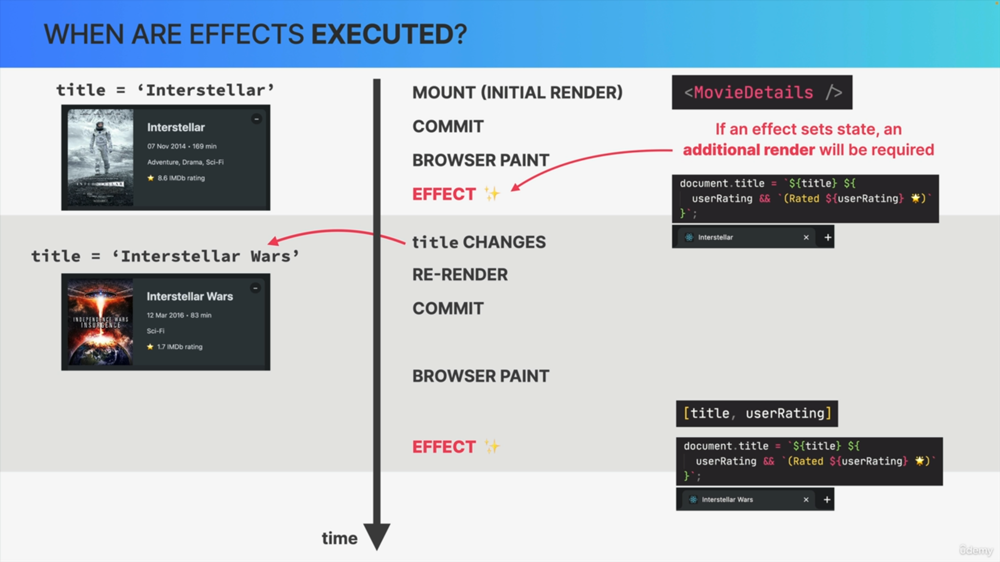 WHEN ARE EFFECTS EXECUTED?
title = ‘Interstellar’
Interstellar
07 Nov 2014 • 169 min
Adventure, Drama, Sci-Fi
⭐ 8.6 IMDb rating
INTERSTELLAR
MOUNT (INITIAL RENDER)
COMMIT
BROWSER PAINT
EFFECT ✨
<MovieDetails />
If an effect sets state, an
additional render will be required
document.title = `${title} ${
userRating && `(Rated ${userRating} 🌟)`
}`;
Interstellar × +
title CHANGES
RE-RENDER
COMMIT
BROWSER PAINT
EFFECT ✨
title = ‘Interstellar Wars’
Interstellar Wars
12 Mar 2016 • 83 min
Sci-Fi
⭐ 1.7 IMDb rating
INDEPENDENCE WARS
INSURGENCE
[title, userRating]
document.title = `${title} ${
userRating && `(Rated ${userRating} 🌟)`
}`;
Interstellar Wars × +
time
ûdemy